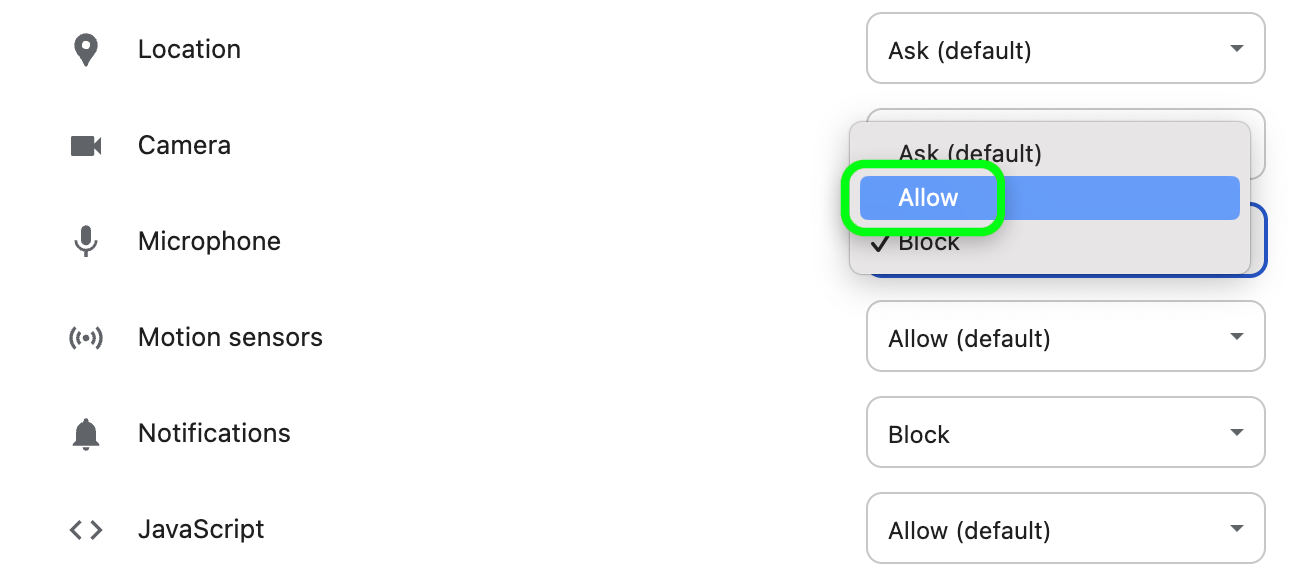 Location
Ask (default)
Camera
Ask (default)
Allow
Microphone
Block
Motion sensors
Allow (default)
Notifications
Block
JavaScript
Allow (default)